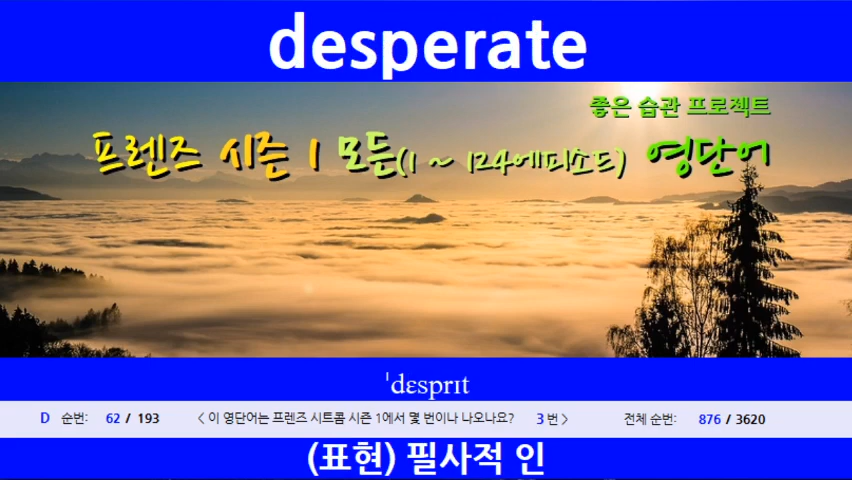 desperate
좋은 습관 프로젝트
프렌즈 시즌 1 모든(1 ~ 124에피소드) 영단어
ˈdɛsprɪt
D 순번: 62 / 193 < 이 영단어는 프렌즈 시트콤 시즌 1에서 몇 번이나 나오나요? 3 번 > 전체 순번: 876 / 3620
(표현) 필사적 인